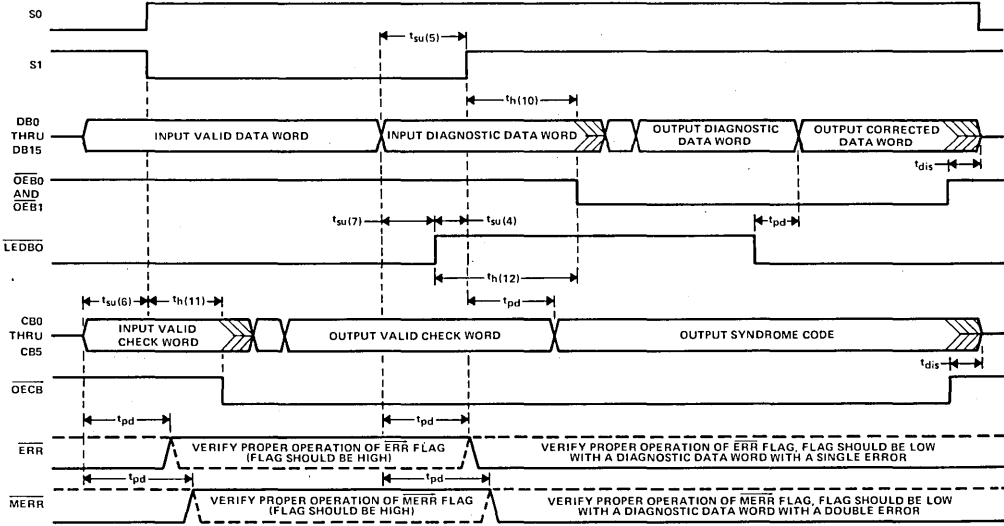 S0
S1
tsu(5)
th(10)
DB0
THRU
DB15
INPUT VALID DATA WORD
INPUT DIAGNOSTIC DATA WORD
OUTPUT DIAGNOSTIC
DATA WORD
OUTPUT CORRECTED
DATA WORD
tdis
OEB0
AND
OEB1
tsu(7)
tsu(4)
tpd
LEDBO
th(12)
tsu(6)
th(11)
tpd
CB0
THRU
CB5
INPUT VALID
CHECK WORD
OUTPUT VALID CHECK WORD
OUTPUT SYNDROME CODE
tdis
OECB
tpd
tpd
ERR
VERIFY PROPER OPERATION OF ERR FLAG
(FLAG SHOULD BE HIGH)
VERIFY PROPER OPERATION OF ERR FLAG, FLAG SHOULD BE LOW
WITH A DIAGNOSTIC DATA WORD WITH A SINGLE ERROR
tpd
tpd
MERR
VERIFY PROPER OPERATION OF MERR FLAG
(FLAG SHOULD BE HIGH)
VERIFY PROPER OPERATION OF MERR FLAG, FLAG SHOULD BE LOW
WITH A DIAGNOSTIC DATA WORD WITH A DOUBLE ERROR